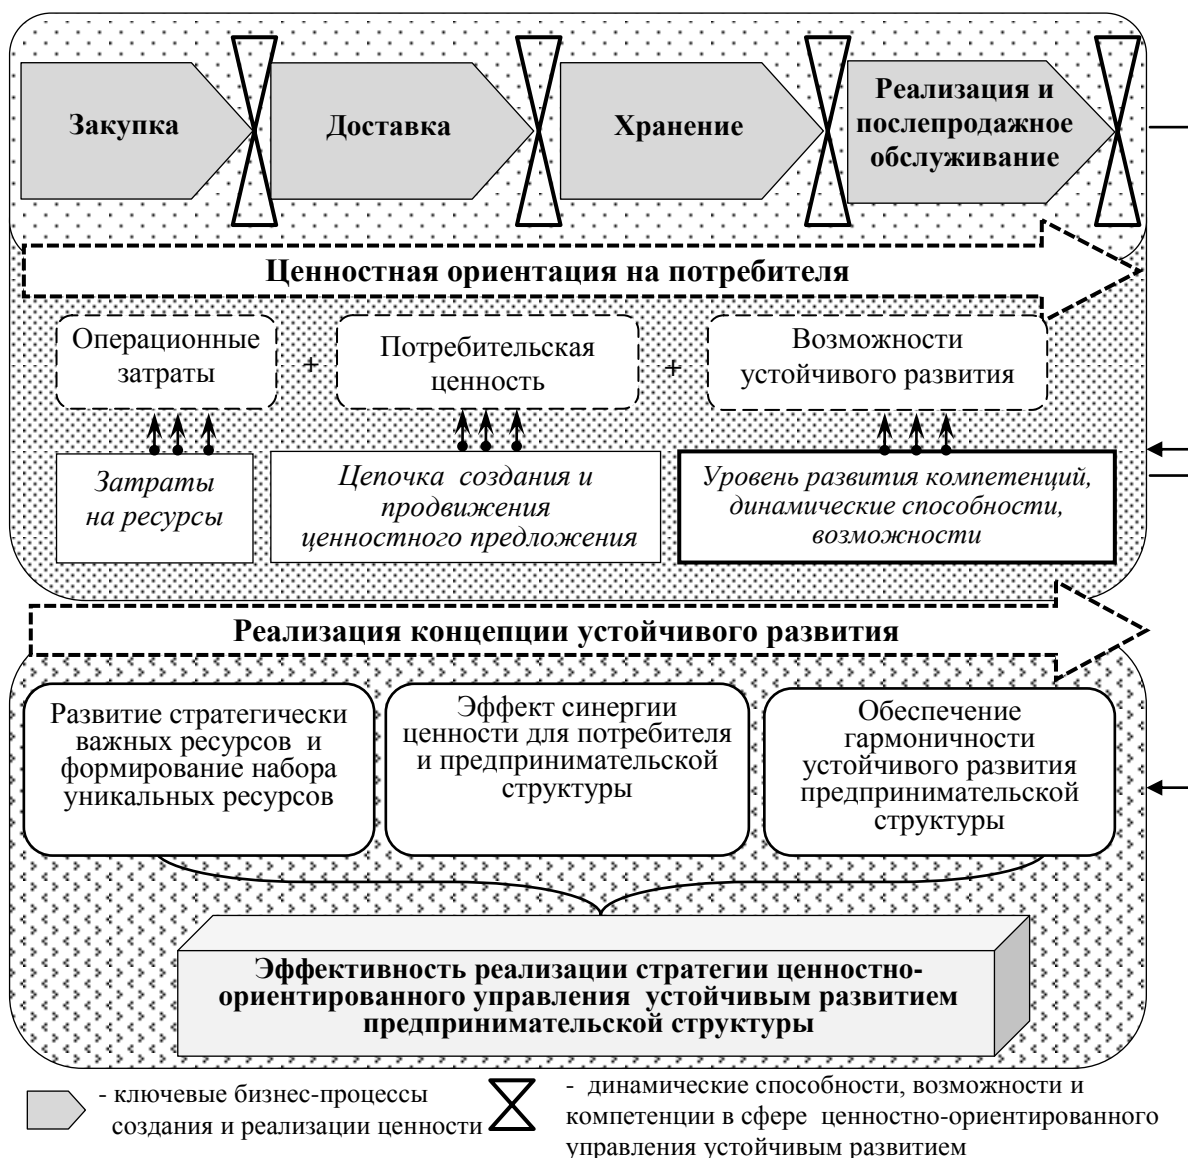 Закупка
Доставка
Хранение
Реализация и
послепродажное
обслуживание
Ценностная ориентация на потребителя
Операционные
затраты
+
Потребительская
ценность
+
Возможности
устойчивого развития
Затраты
на ресурсы
Цепочка создания и
продвижения
ценностного предложения
Уровень развития компетенций,
динамические способности,
возможности
Реализация концепции устойчивого развития
Развитие стратегически
важных ресурсов и
формирование набора
уникальных ресурсов
Эффект синергии
ценности для потребителя
и предпринимательской
структуры
Обеспечение
гармоничности
устойчивого развития
предпринимательской
структуры
Эффективность реализации стратегии ценностно-
ориентированного управления устойчивым развитием
предпринимательской структуры
- ключевые бизнес-процессы
создания и реализации ценности
- динамические способности, возможности и
компетенции в сфере ценностно-ориентированного
управления устойчивым развитием